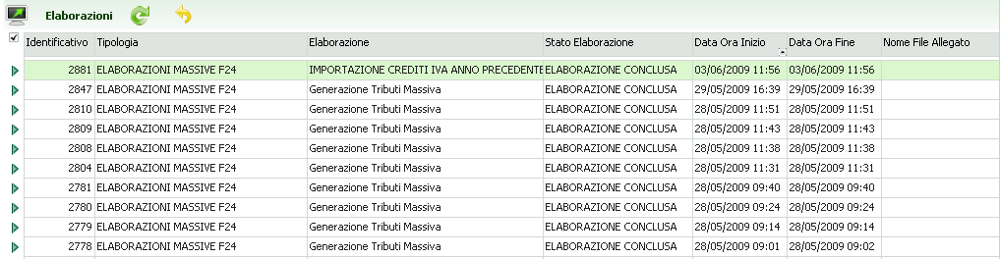 Elaborazioni
Identificativo Tipologia Elaborazione Stato Elaborazione Data Ora Inizio Data Ora Fine Nome File Allegato
2881 ELABORAZIONI MASSIVE F24 IMPORTAZIONE CREDITI IVA ANNO PRECEDENTE ELABORAZIONE CONCLUSA 03/06/2009 11:56 03/06/2009 11:56
2847 ELABORAZIONI MASSIVE F24 Generazione Tributi Massiva ELABORAZIONE CONCLUSA 29/05/2009 16:39 29/05/2009 16:39
2810 ELABORAZIONI MASSIVE F24 Generazione Tributi Massiva ELABORAZIONE CONCLUSA 28/05/2009 11:51 28/05/2009 11:51
2809 ELABORAZIONI MASSIVE F24 Generazione Tributi Massiva ELABORAZIONE CONCLUSA 28/05/2009 11:43 28/05/2009 11:43
2808 ELABORAZIONI MASSIVE F24 Generazione Tributi Massiva ELABORAZIONE CONCLUSA 28/05/2009 11:38 28/05/2009 11:38
2804 ELABORAZIONI MASSIVE F24 Generazione Tributi Massiva ELABORAZIONE CONCLUSA 28/05/2009 11:31 28/05/2009 11:31
2781 ELABORAZIONI MASSIVE F24 Generazione Tributi Massiva ELABORAZIONE CONCLUSA 28/05/2009 09:40 28/05/2009 09:40
2780 ELABORAZIONI MASSIVE F24 Generazione Tributi Massiva ELABORAZIONE CONCLUSA 28/05/2009 09:24 28/05/2009 09:24
2779 ELABORAZIONI MASSIVE F24 Generazione Tributi Massiva ELABORAZIONE CONCLUSA 28/05/2009 09:14 28/05/2009 09:14
2778 ELABORAZIONI MASSIVE F24 Generazione Tributi Massiva ELABORAZIONE CONCLUSA 28/05/2009 09:01 28/05/2009 09:02